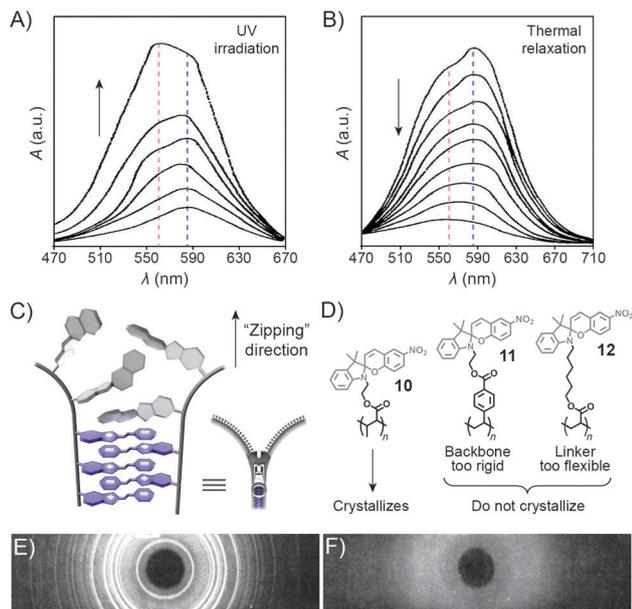 A)
UV
irradiation
A (a.u.)
470 510 550 590 630 670
λ (nm)
B)
Thermal
relaxation
A (a.u.)
470 510 550 590 630 670 710
λ (nm)
C)
"Zipping"
direction
D)
NO₂
N
O
O
n
10
Crystallizes
NO₂
N
O
O
n
11
Backbone
too rigid
NO₂
N
O
O
n
12
Linker
too flexible
Do not crystallize
E)
F)